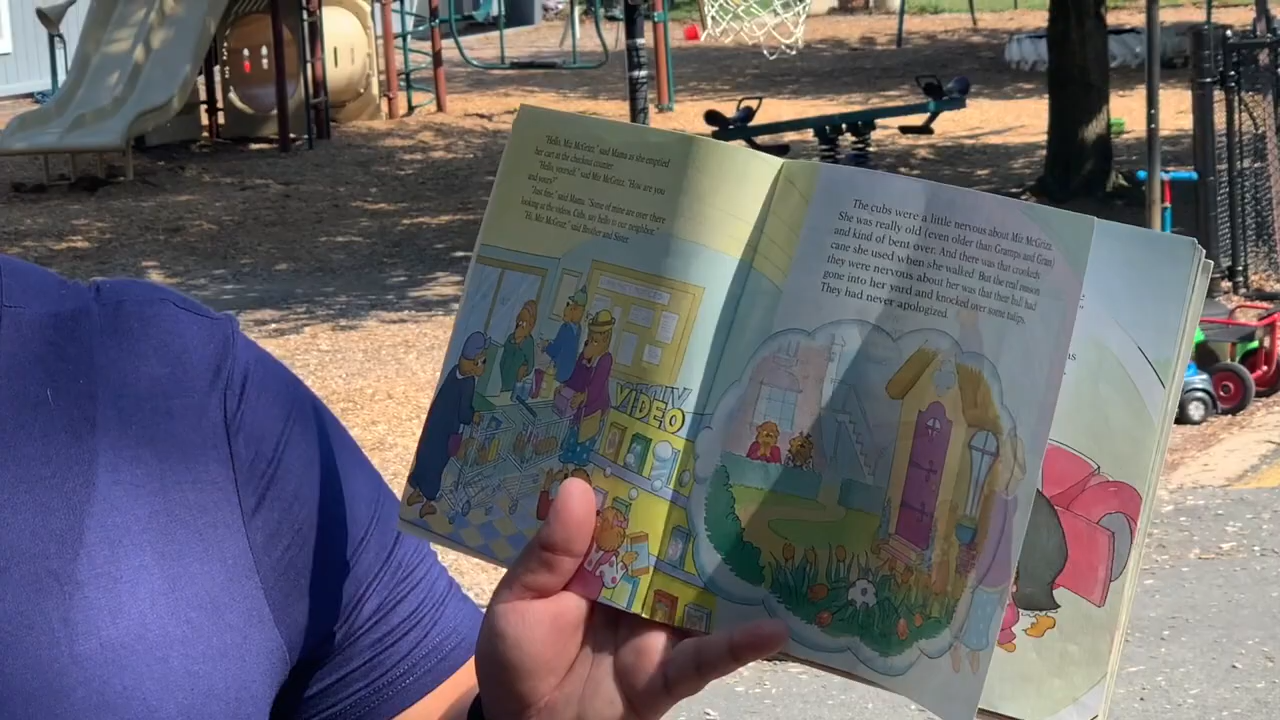 "Hello, Miz McGrizz," said Mama as she emptied
her cart at the checkout counter.
"Hello, yourself," said Miz McGrizz. "How are you
and yours?"
"Just fine," said Mama. "Some of mine are over there
looking at the videos. Cubs, say hello to our neighbor."
"Hi, Miz McGrizz," said Brother and Sister.
VIDEO
The cubs were a little nervous about Miz McGrizz.
She was really old (even older than Gramps and Gran)
and kind of bent over. And there was that crookedy
cane she used when she walked. But the real reason
they were nervous about her was that their ball had
gone into her yard and knocked over some tulips.
They had never apologized.
as